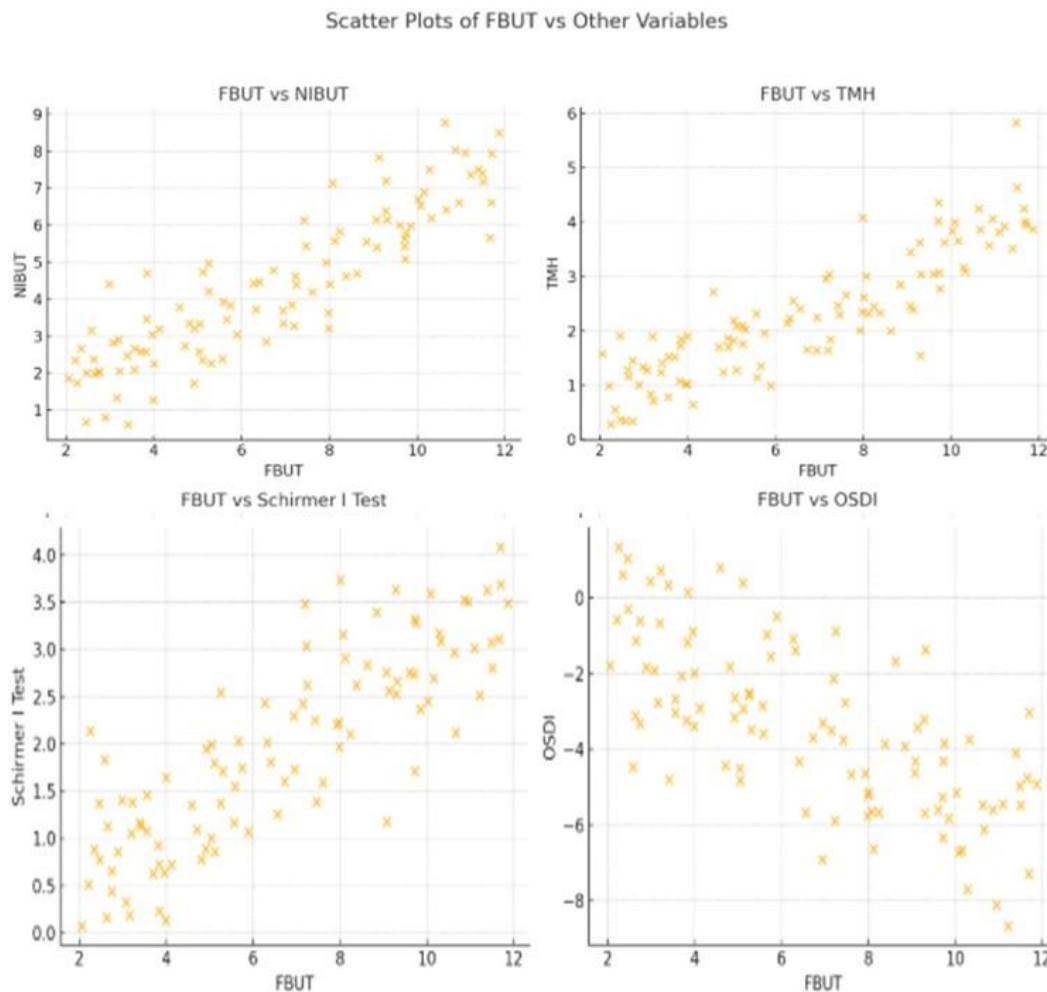 Scatter Plots of FBUT vs Other Variables
FBUT vs NIBUT
9
8
7
6
5
4
3
2
1
NIBUT
2 4 6 8 10 12
FBUT
FBUT vs TMH
6
5
4
3
2
1
0
TMH
2 4 6 8 10 12
FBUT
FBUT vs Schirmer I Test
4.0
3.5
3.0
2.5
2.0
1.5
1.0
0.5
0.0
Schirmer I Test
2 4 6 8 10 12
FBUT
FBUT vs OSDI
0
−2
−4
−6
−8
OSDI
2 4 6 8 10 12
FBUT